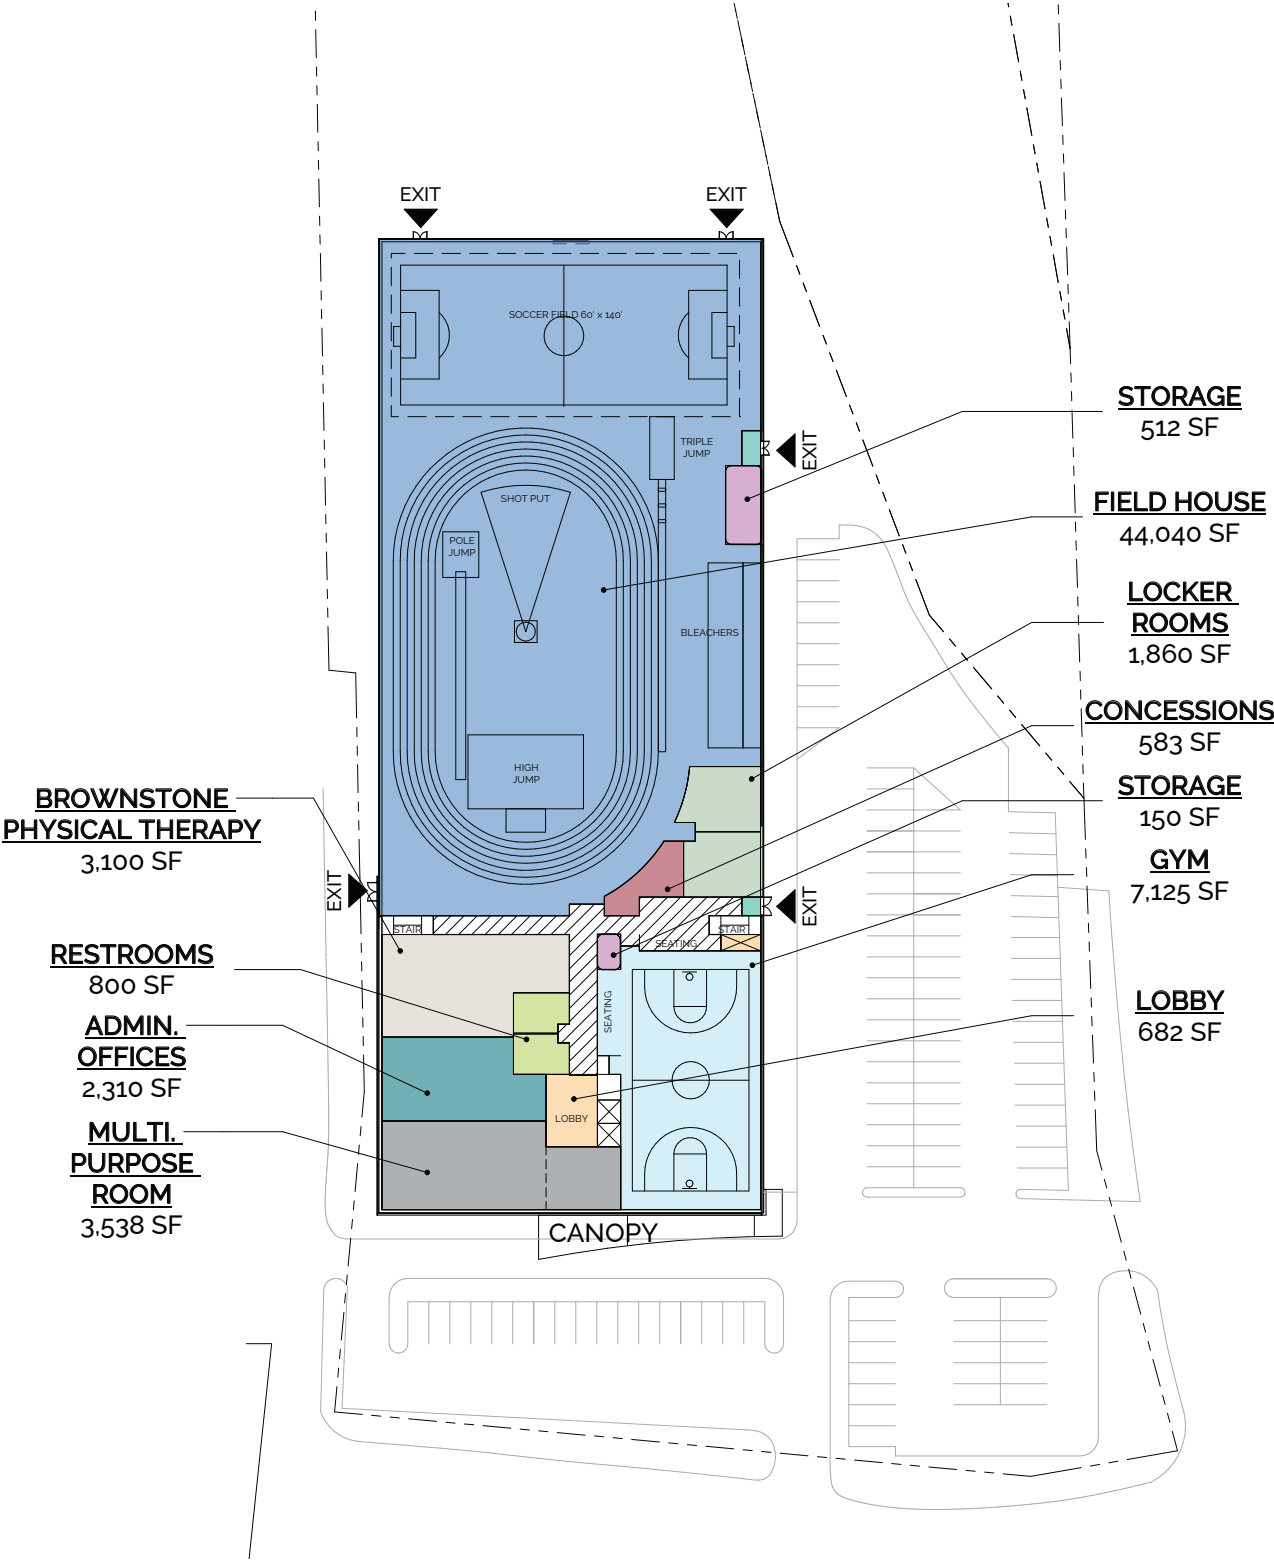 EXIT
EXIT
SOCCER FIELD 60' x 140'
STORAGE
512 SF
TRIPLE
JUMP
EXIT
SHOT PUT
FIELD HOUSE
44,040 SF
POLE
JUMP
LOCKER
ROOMS
1,860 SF
BLEACHERS
CONCESSIONS
583 SF
HIGH
JUMP
STORAGE
150 SF
BROWNSTONE
PHYSICAL THERAPY
3,100 SF
GYM
7,125 SF
EXIT
EXIT
STAIR
STAIR
SEATING
RESTROOMS
800 SF
SEATING
LOBBY
682 SF
ADMIN.
OFFICES
2,310 SF
LOBBY
MULTI.
PURPOSE
ROOM
3,538 SF
CANOPY